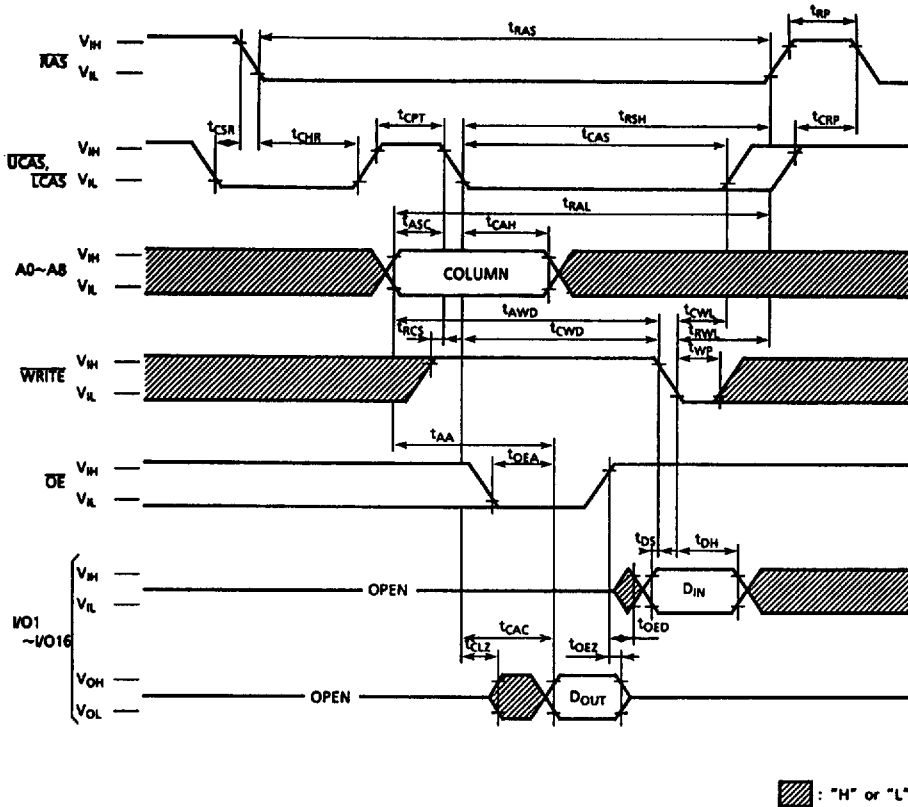 tRP
tRAS
RAS
VIH
VIL
tCSR
tCHR
tCPT
tRSH
tCRP
tCAS
UCAS,
LCAS
VIH
VIL
tRAL
tASC
tCAH
A0~A8
VIH
VIL
COLUMN
tAWD
tCWL
tRCS
tCWD
tRWL
tWP
WRITE
VIH
VIL
tAA
tOEA
OE
VIH
VIL
tDS
tDH
I/O1
~I/O16
VIH
VIL
OPEN
DIN
tOED
tCAC
tOEZ
tCLZ
VOH
VOL
OPEN
DOUT
: "H" or "L"